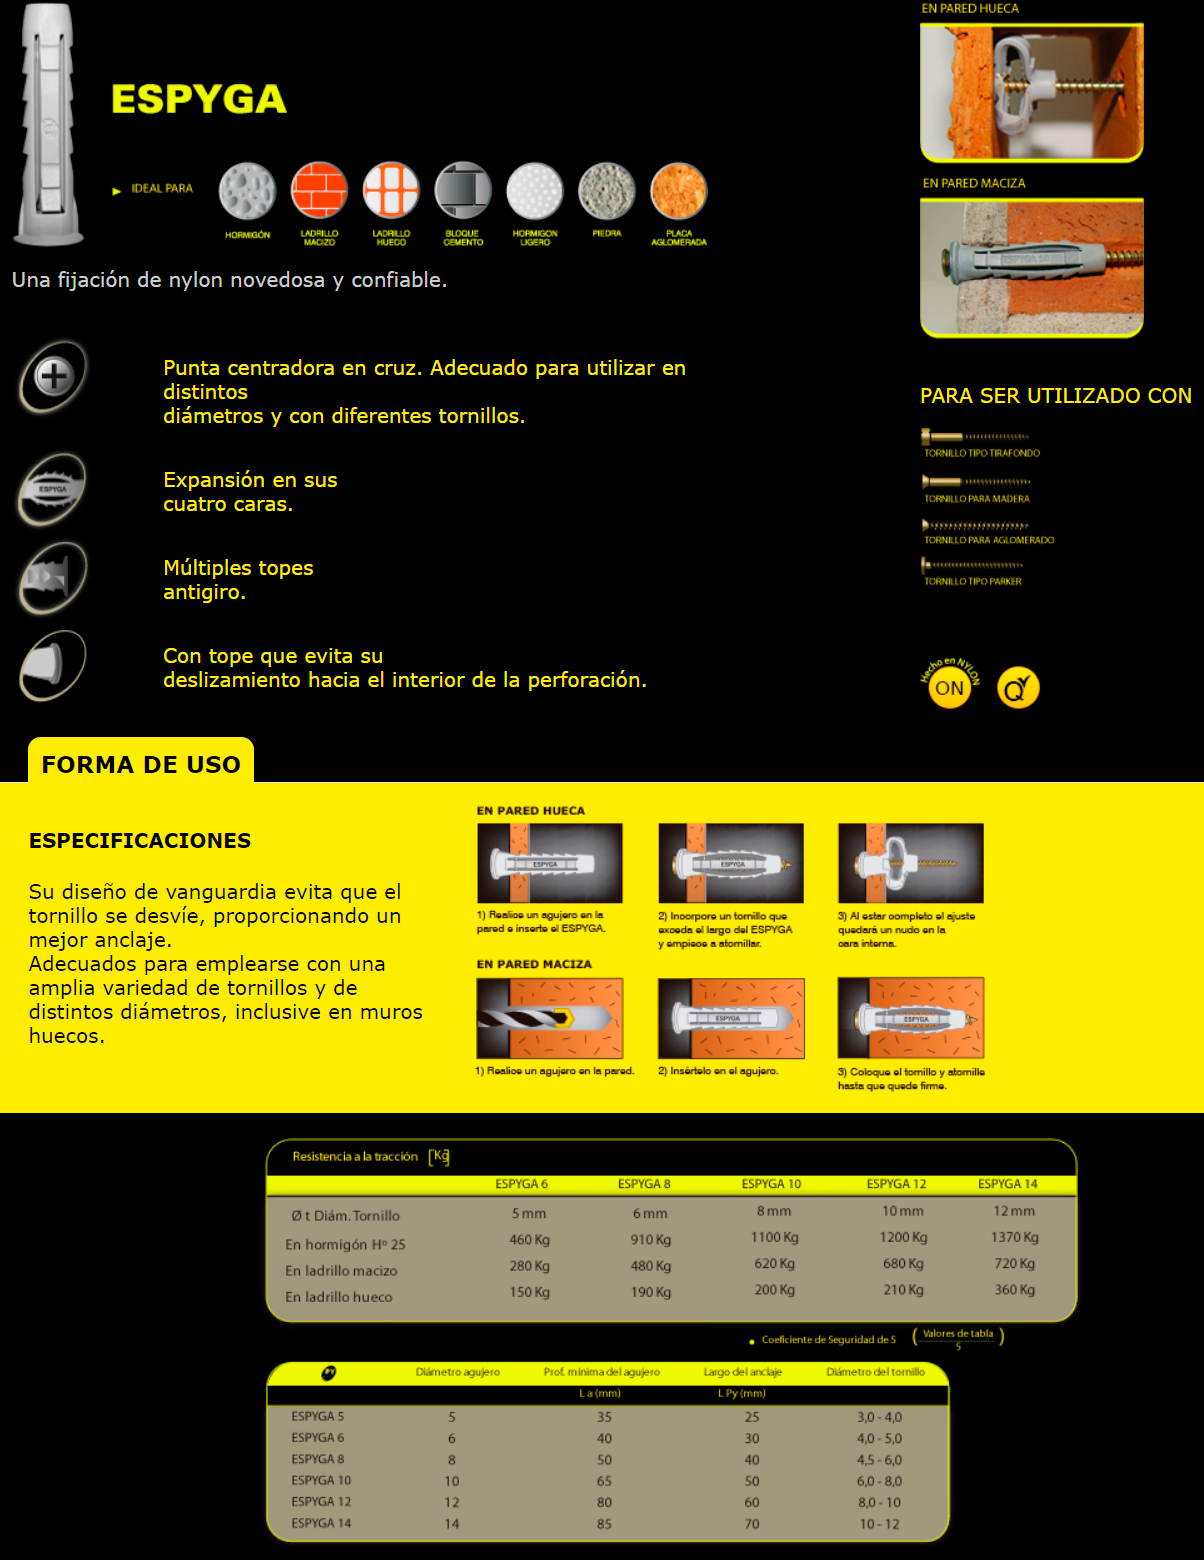 ESPYGA
IDEAL PARA
HORMIGÓN
LADRILLO
MACIZO
LADRILLO
HUECO
BLOQUE
CEMENTO
HORMIGON
LIGERO
PIEDRA
PLACA
AGLOMERADA
Una fijación de nylon novedosa y confiable.
EN PARED HUECA
EN PARED MACIZA
ESPYGA 10
Punta centradora en cruz. Adecuado para utilizar en
distintos
diámetros y con diferentes tornillos.
ESPYGA
Expansión en sus
cuatro caras.
Múltiples topes
antigiro.
Con tope que evita su
deslizamiento hacia el interior de la perforación.
PARA SER UTILIZADO CON
TORNILLO TIPO TIRAFONDO
TORNILLO PARA MADERA
TORNILLO PARA AGLOMERADO
TORNILLO TIPO PARKER
Hecho en NYLON
ON
Q
FORMA DE USO
ESPECIFICACIONES
Su diseño de vanguardia evita que el
tornillo se desvíe, proporcionando un
mejor anclaje.
Adecuados para emplearse con una
amplia variedad de tornillos y de
distintos diámetros, inclusive en muros
huecos.
EN PARED HUECA
ESPYGA
ESPYGA
1) Realice un agujero en la
pared e inserte el ESPYGA.
2) Incorpore un tornillo que
exceda el largo del ESPYGA
y empiece a atornillar.
3) Al estar completo el ajuste
quedará un nudo en la
cara interna.
EN PARED MACIZA
ESPYGA
ESPYGA
1) Realice un agujero en la pared.
2) Insértelo en el agujero.
3) Coloque el tornillo y atornille
hasta que quede firme.
Resistencia a la tracción [Kg]
ESPYGA 6 ESPYGA 8 ESPYGA 10 ESPYGA 12 ESPYGA 14
Ø t Diám. Tornillo 5 mm 6 mm 8 mm 10 mm 12 mm
En hormigón Hº 25 460 Kg 910 Kg 1100 Kg 1200 Kg 1370 Kg
En ladrillo macizo 280 Kg 480 Kg 620 Kg 680 Kg 720 Kg
En ladrillo hueco 150 Kg 190 Kg 200 Kg 210 Kg 360 Kg
• Coeficiente de Seguridad de 5 (Valores de tabla
5)
Diámetro agujero Prof. mínima del agujero Largo del anclaje Diámetro del tornillo
L a (mm) L Py (mm)
ESPYGA 5 5 35 25 3,0 - 4,0
ESPYGA 6 6 40 30 4,0 - 5,0
ESPYGA 8 8 50 40 4,5 - 6,0
ESPYGA 10 10 65 50 6,0 - 8,0
ESPYGA 12 12 80 60 8,0 - 10
ESPYGA 14 14 85 70 10 - 12